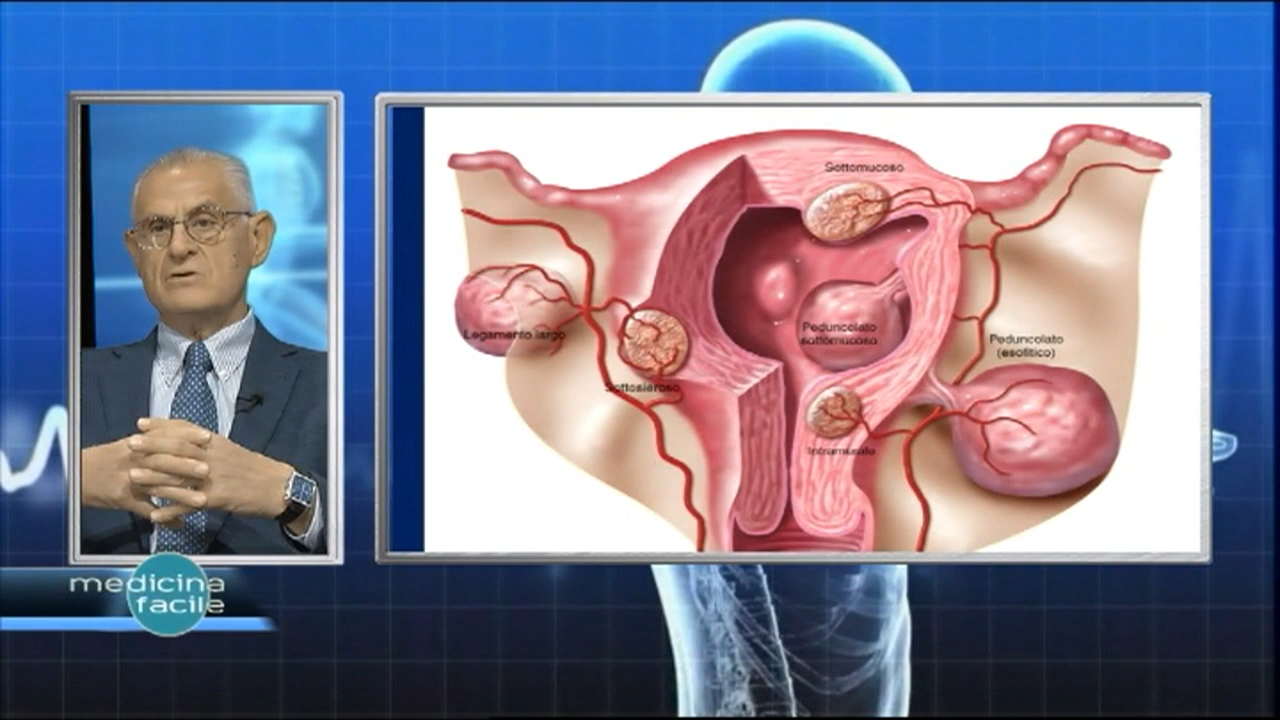 Sottomucoso
Legamento largo
Sottosieroso
Peduncolato
sottomucoso
Peduncolato
(esofitico)
Intramurale
medicina
facile